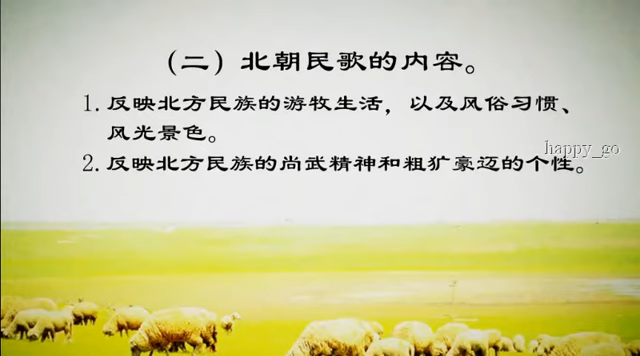 （二）北朝民歌的内容。
1. 反映北方民族的游牧生活，以及风俗习惯、
风光景色。
happy_go
2. 反映北方民族的尚武精神和粗犷豪迈的个性。